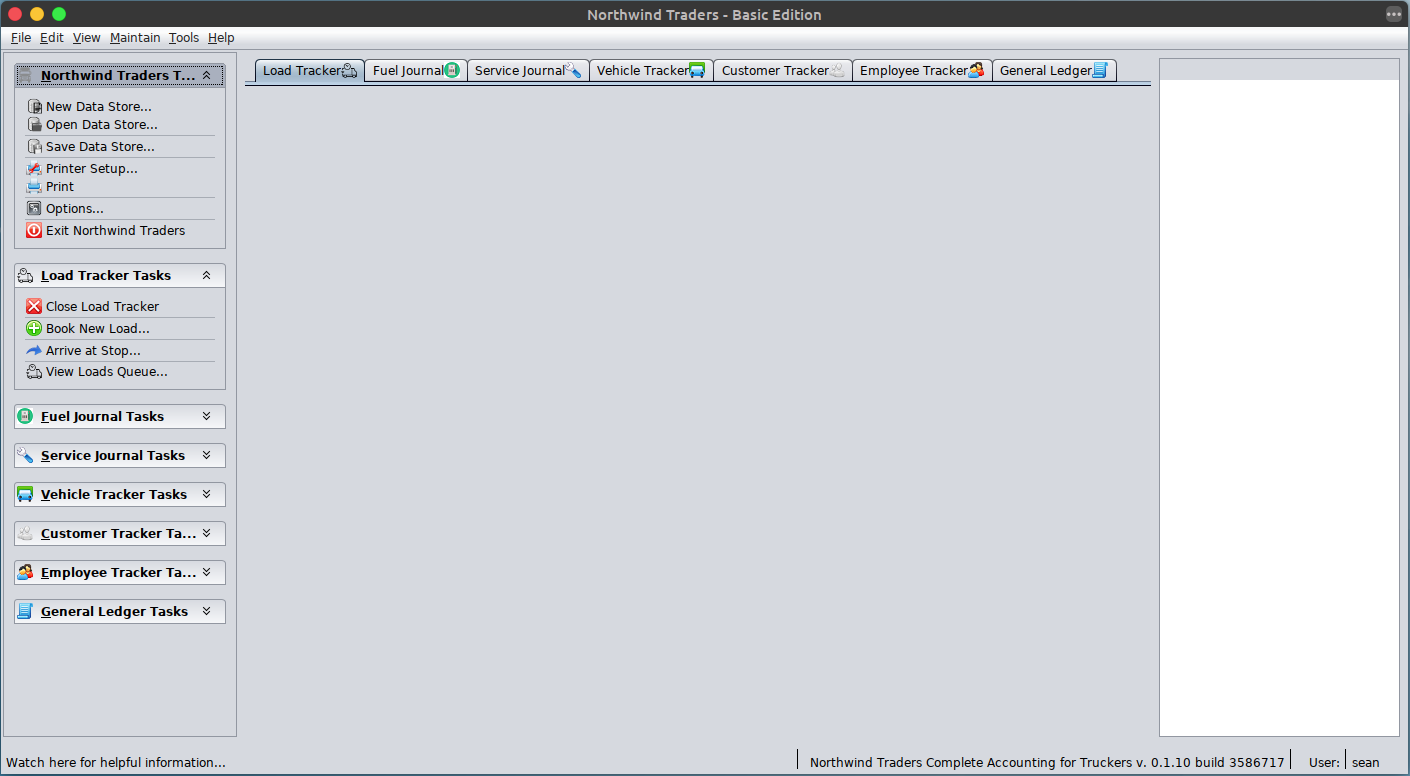 Northwind Traders - Basic Edition
File Edit View Maintain Tools Help
Northwind Traders T...
New Data Store...
Open Data Store...
Save Data Store...
Printer Setup...
Print
Options...
Exit Northwind Traders
Load Tracker Tasks
Close Load Tracker
Book New Load...
Arrive at Stop...
View Loads Queue...
Fuel Journal Tasks
Service Journal Tasks
Vehicle Tracker Tasks
Customer Tracker Ta...
Employee Tracker Ta...
General Ledger Tasks
Load Tracker Fuel Journal Service Journal Vehicle Tracker Customer Tracker Employee Tracker General Ledger
Watch here for helpful information... Northwind Traders Complete Accounting for Truckers v. 0.1.10 build 3586717 User: sean